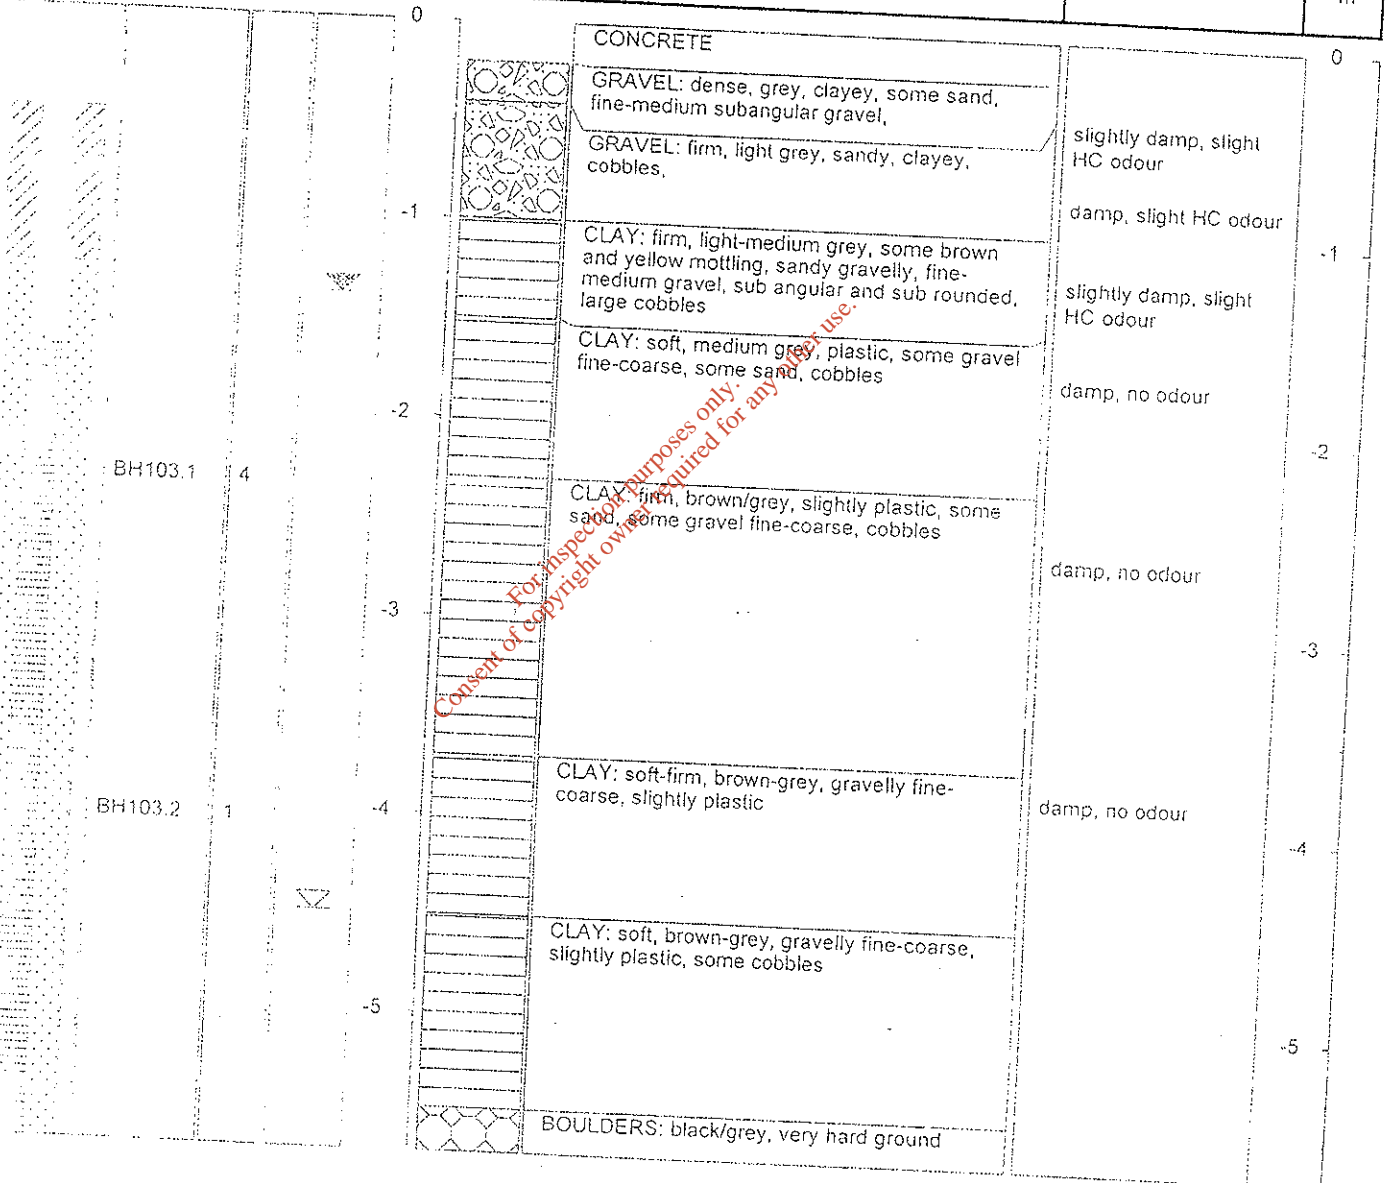 0
CONCRETE
0
GRAVEL: dense, grey, clayey, some sand,
fine-medium subangular gravel,
slightly damp, slight
HC odour
GRAVEL: firm, light grey, sandy, clayey,
cobbles,
-1
damp, slight HC odour
-1
CLAY: firm, light-medium grey, some brown
and yellow mottling, sandy gravelly, fine-
medium gravel, sub angular and sub rounded,
large cobbles
slightly damp, slight
HC odour
CLAY: soft, medium grey, plastic, some gravel
fine-coarse, some sand, cobbles
damp, no odour
-2
-2
BH103.1
4
CLAY: firm, brown/grey, slightly plastic, some
sand, some gravel fine-coarse, cobbles
damp, no odour
-3
-3
For inspection purposes only.
Consent of copyright owner required for any other use.
CLAY: soft-firm, brown-grey, gravelly fine-
coarse, slightly plastic
BH103.2
1
-4
damp, no odour
-4
CLAY: soft, brown-grey, gravelly fine-coarse,
slightly plastic, some cobbles
-5
-5
BOULDERS: black/grey, very hard ground